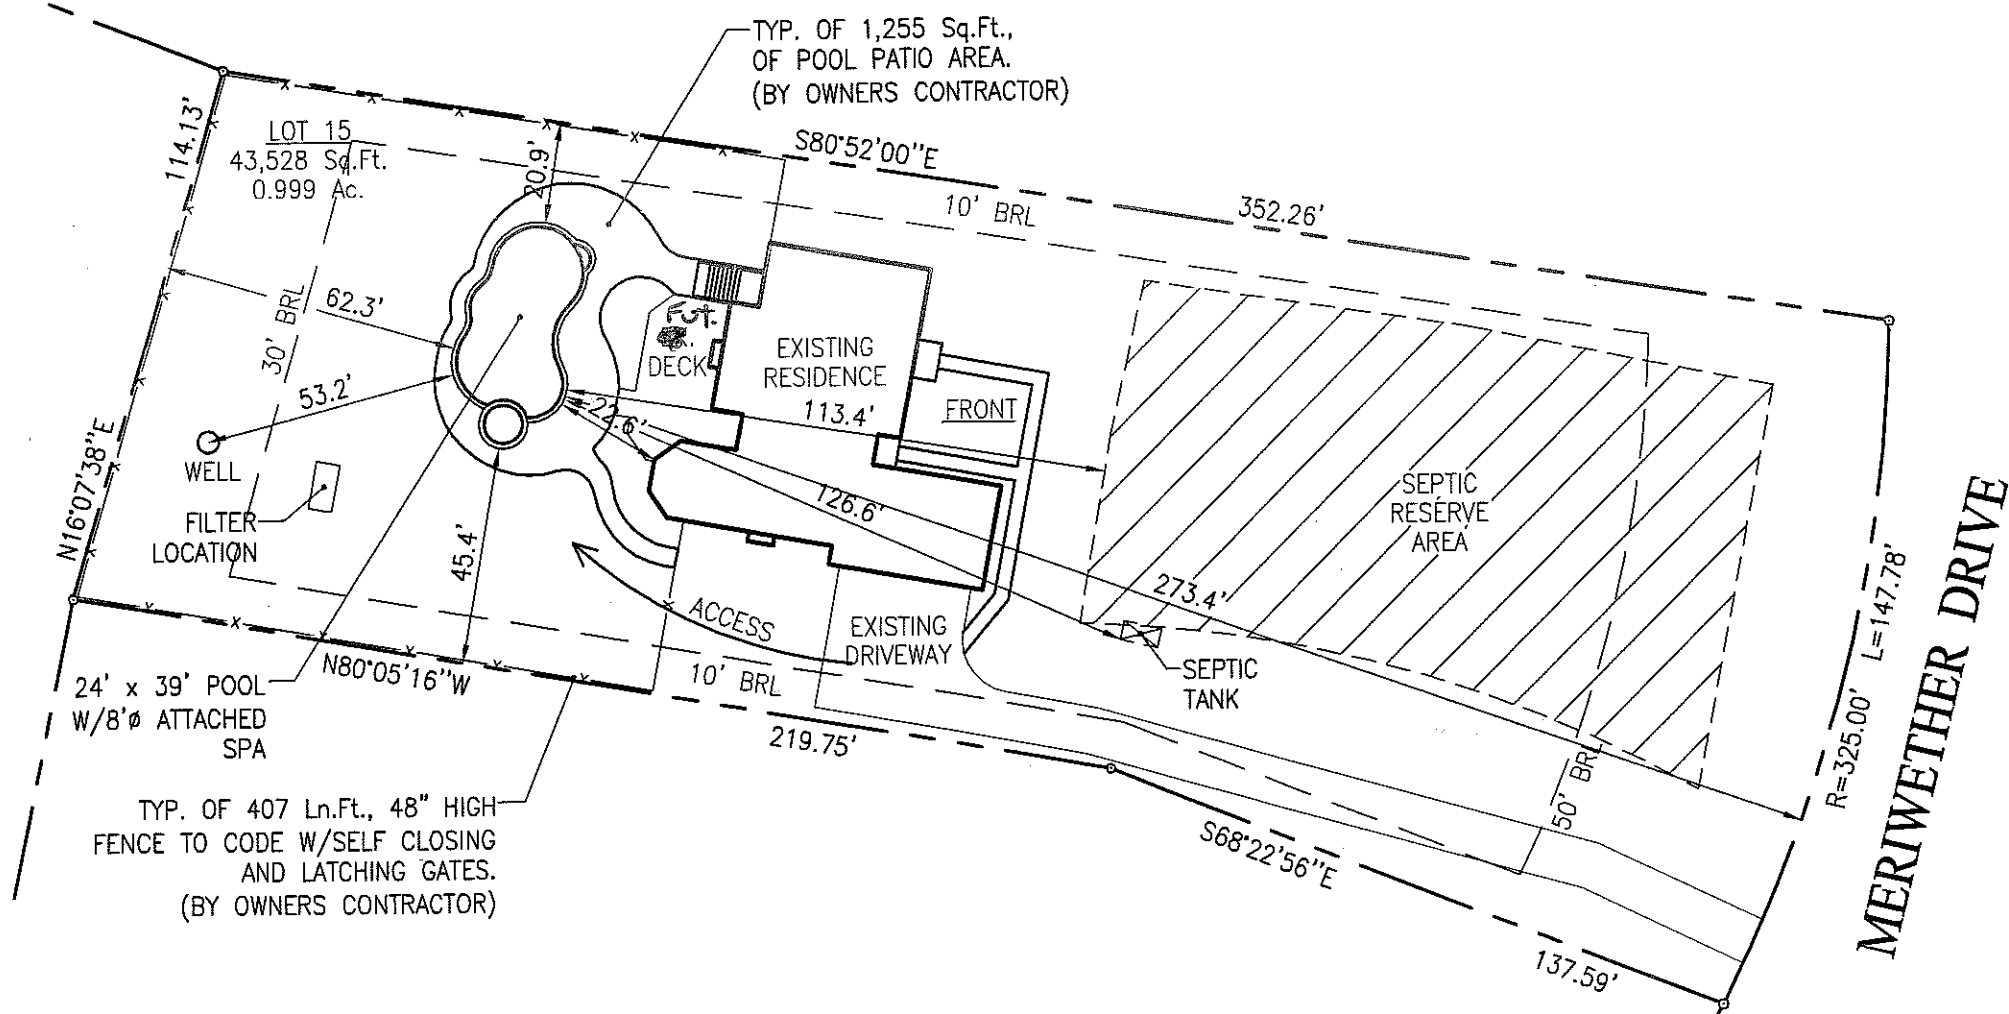 TYP. OF 1,255 Sq.Ft.,
OF POOL PATIO AREA.
(BY OWNERS CONTRACTOR)
114.13'
LOT 15
43,528 Sq.Ft.
0.999 Ac.
20.9'
S80°52'00"E
10' BRL
352.26'
62.3'
30' BRL
53.2'
WELL
FILTER
LOCATION
N16°07'38"E
45.4'
Fut.
DECK
EXISTING
RESIDENCE
113.4'
22.6'
FRONT
126.6'
SEPTIC
RESERVE
AREA
273.4'
ACCESS
EXISTING
DRIVEWAY
SEPTIC
TANK
10' BRL
N80°05'16"W
219.75'
24' x 39' POOL
W/8'ø ATTACHED
SPA
TYP. OF 407 Ln.Ft., 48" HIGH
FENCE TO CODE W/SELF CLOSING
AND LATCHING GATES.
(BY OWNERS CONTRACTOR)
50' BRL
S68°22'56"E
137.59'
R=325.00' L=147.78'
MERIWETHER DRIVE